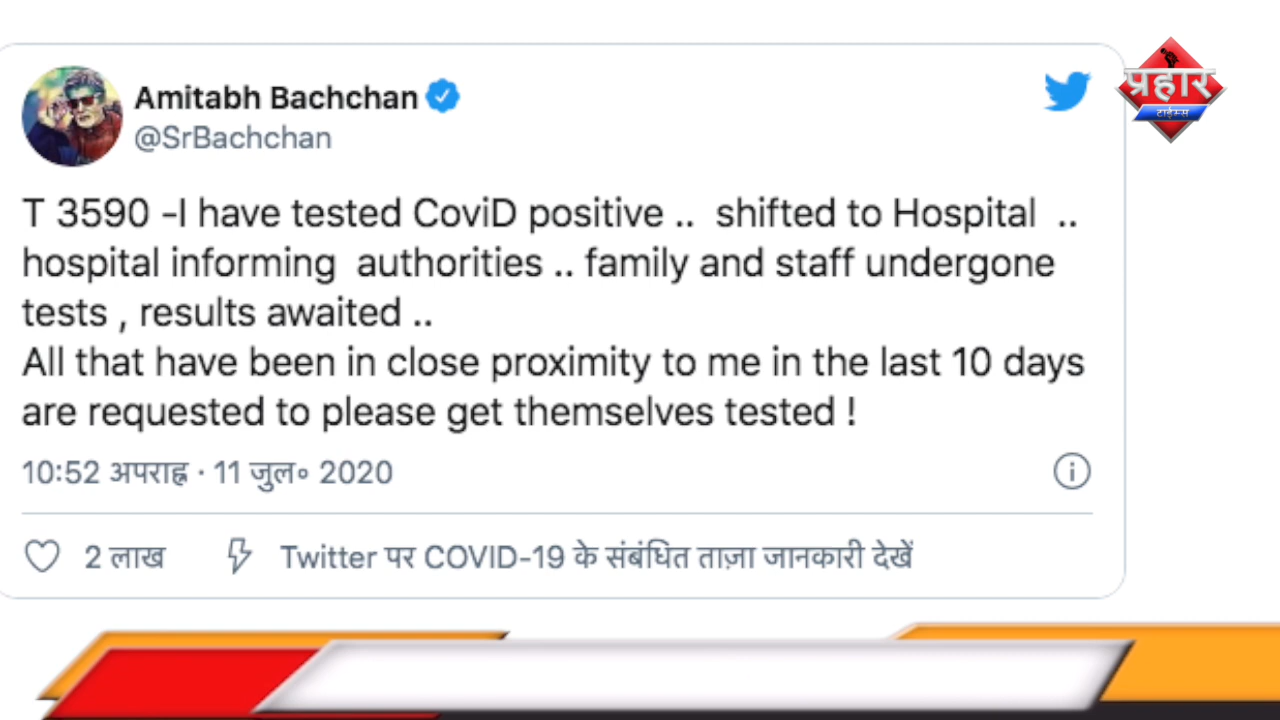 Amitabh Bachchan
@SrBachchan
प्रहार
टाईम्स
T 3590 -I have tested CoviD positive ..  shifted to Hospital  ..
hospital informing  authorities .. family and staff undergone
tests , results awaited ..
All that have been in close proximity to me in the last 10 days
are requested to please get themselves tested !
10:52 अपराह्न · 11 जुल॰ 2020
2 लाख
Twitter पर COVID-19 के संबंधित ताज़ा जानकारी देखें